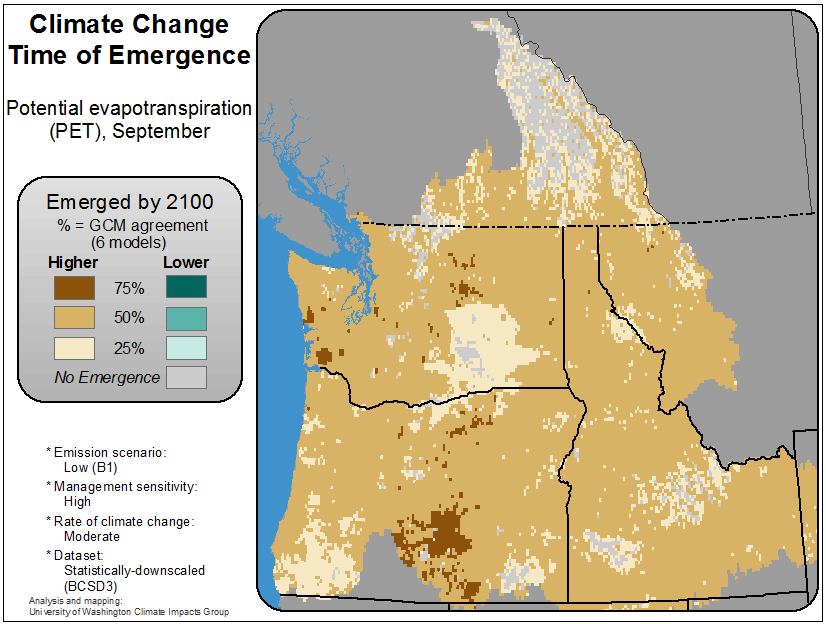 Climate Change
Time of Emergence
Potential evapotranspiration
(PET), September
Emerged by 2100
% = GCM agreement
(6 models)
Higher Lower
75%
50%
25%
No Emergence
* Emission scenario:
Low (B1)
* Management sensitivity:
High
* Rate of climate change:
Moderate
* Dataset:
Statistically-downscaled
(BCSD3)
Analysis and mapping:
University of Washington Climate Impacts Group